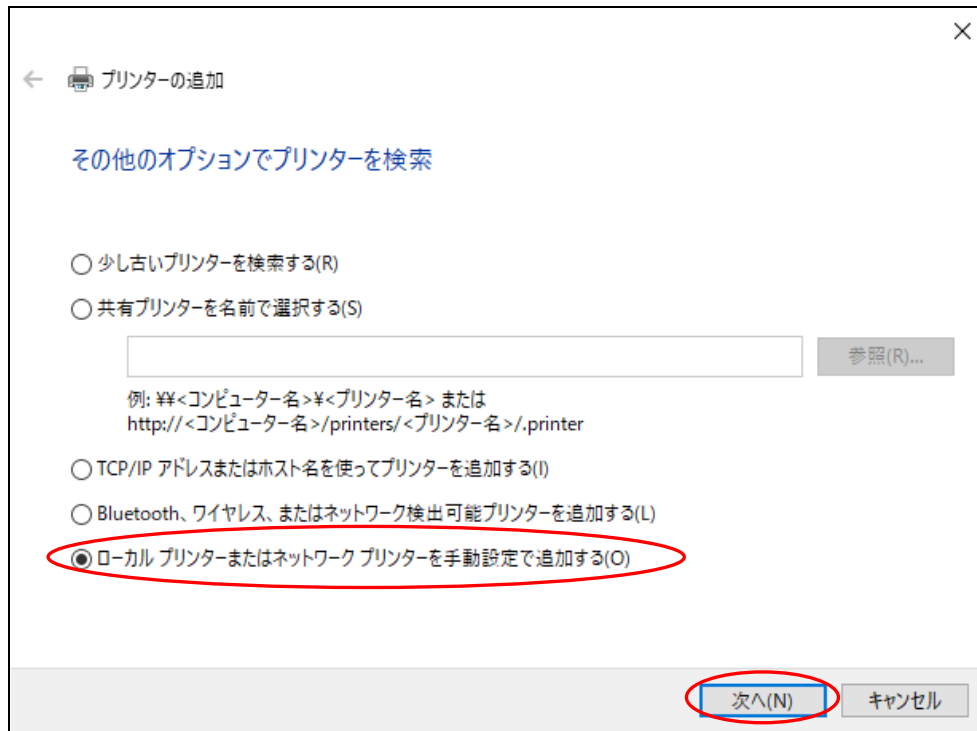 プリンターの追加
その他のオプションでプリンターを検索
少し古いプリンターを検索する(R)
共有プリンターを名前で選択する(S)
参照(R)...
例: ¥¥<コンピューター名>¥<プリンター名> または
http://<コンピューター名>/printers/<プリンター名>/.printer
TCP/IP アドレスまたはホスト名を使ってプリンターを追加する(I)
Bluetooth、ワイヤレス、またはネットワーク検出可能プリンターを追加する(L)
ローカル プリンターまたはネットワーク プリンターを手動設定で追加する(O)
次へ(N) キャンセル